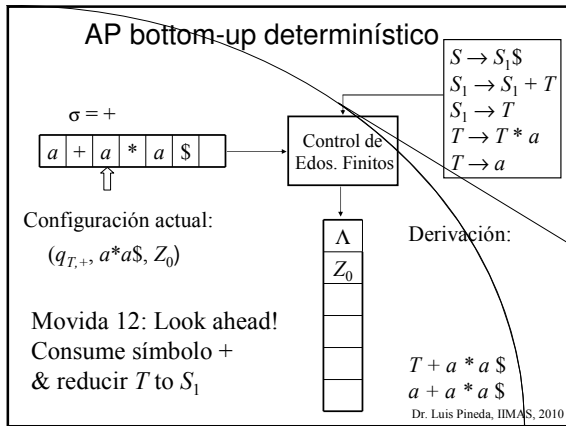 AP bottom-up determinístico
S → S₁$
S₁ → S₁ + T
S₁ → T
T → T * a
T → a
σ = +
a + a * a $
Control de
Edos. Finitos
Configuración actual:
(q_{T,+}, a*a$, Z₀)
Λ
Z₀
Derivación:
Movida 12: Look ahead!
Consume símbolo +
& reducir T to S₁
T + a * a $
a + a * a $
Dr. Luis Pineda, IIMAS, 2010